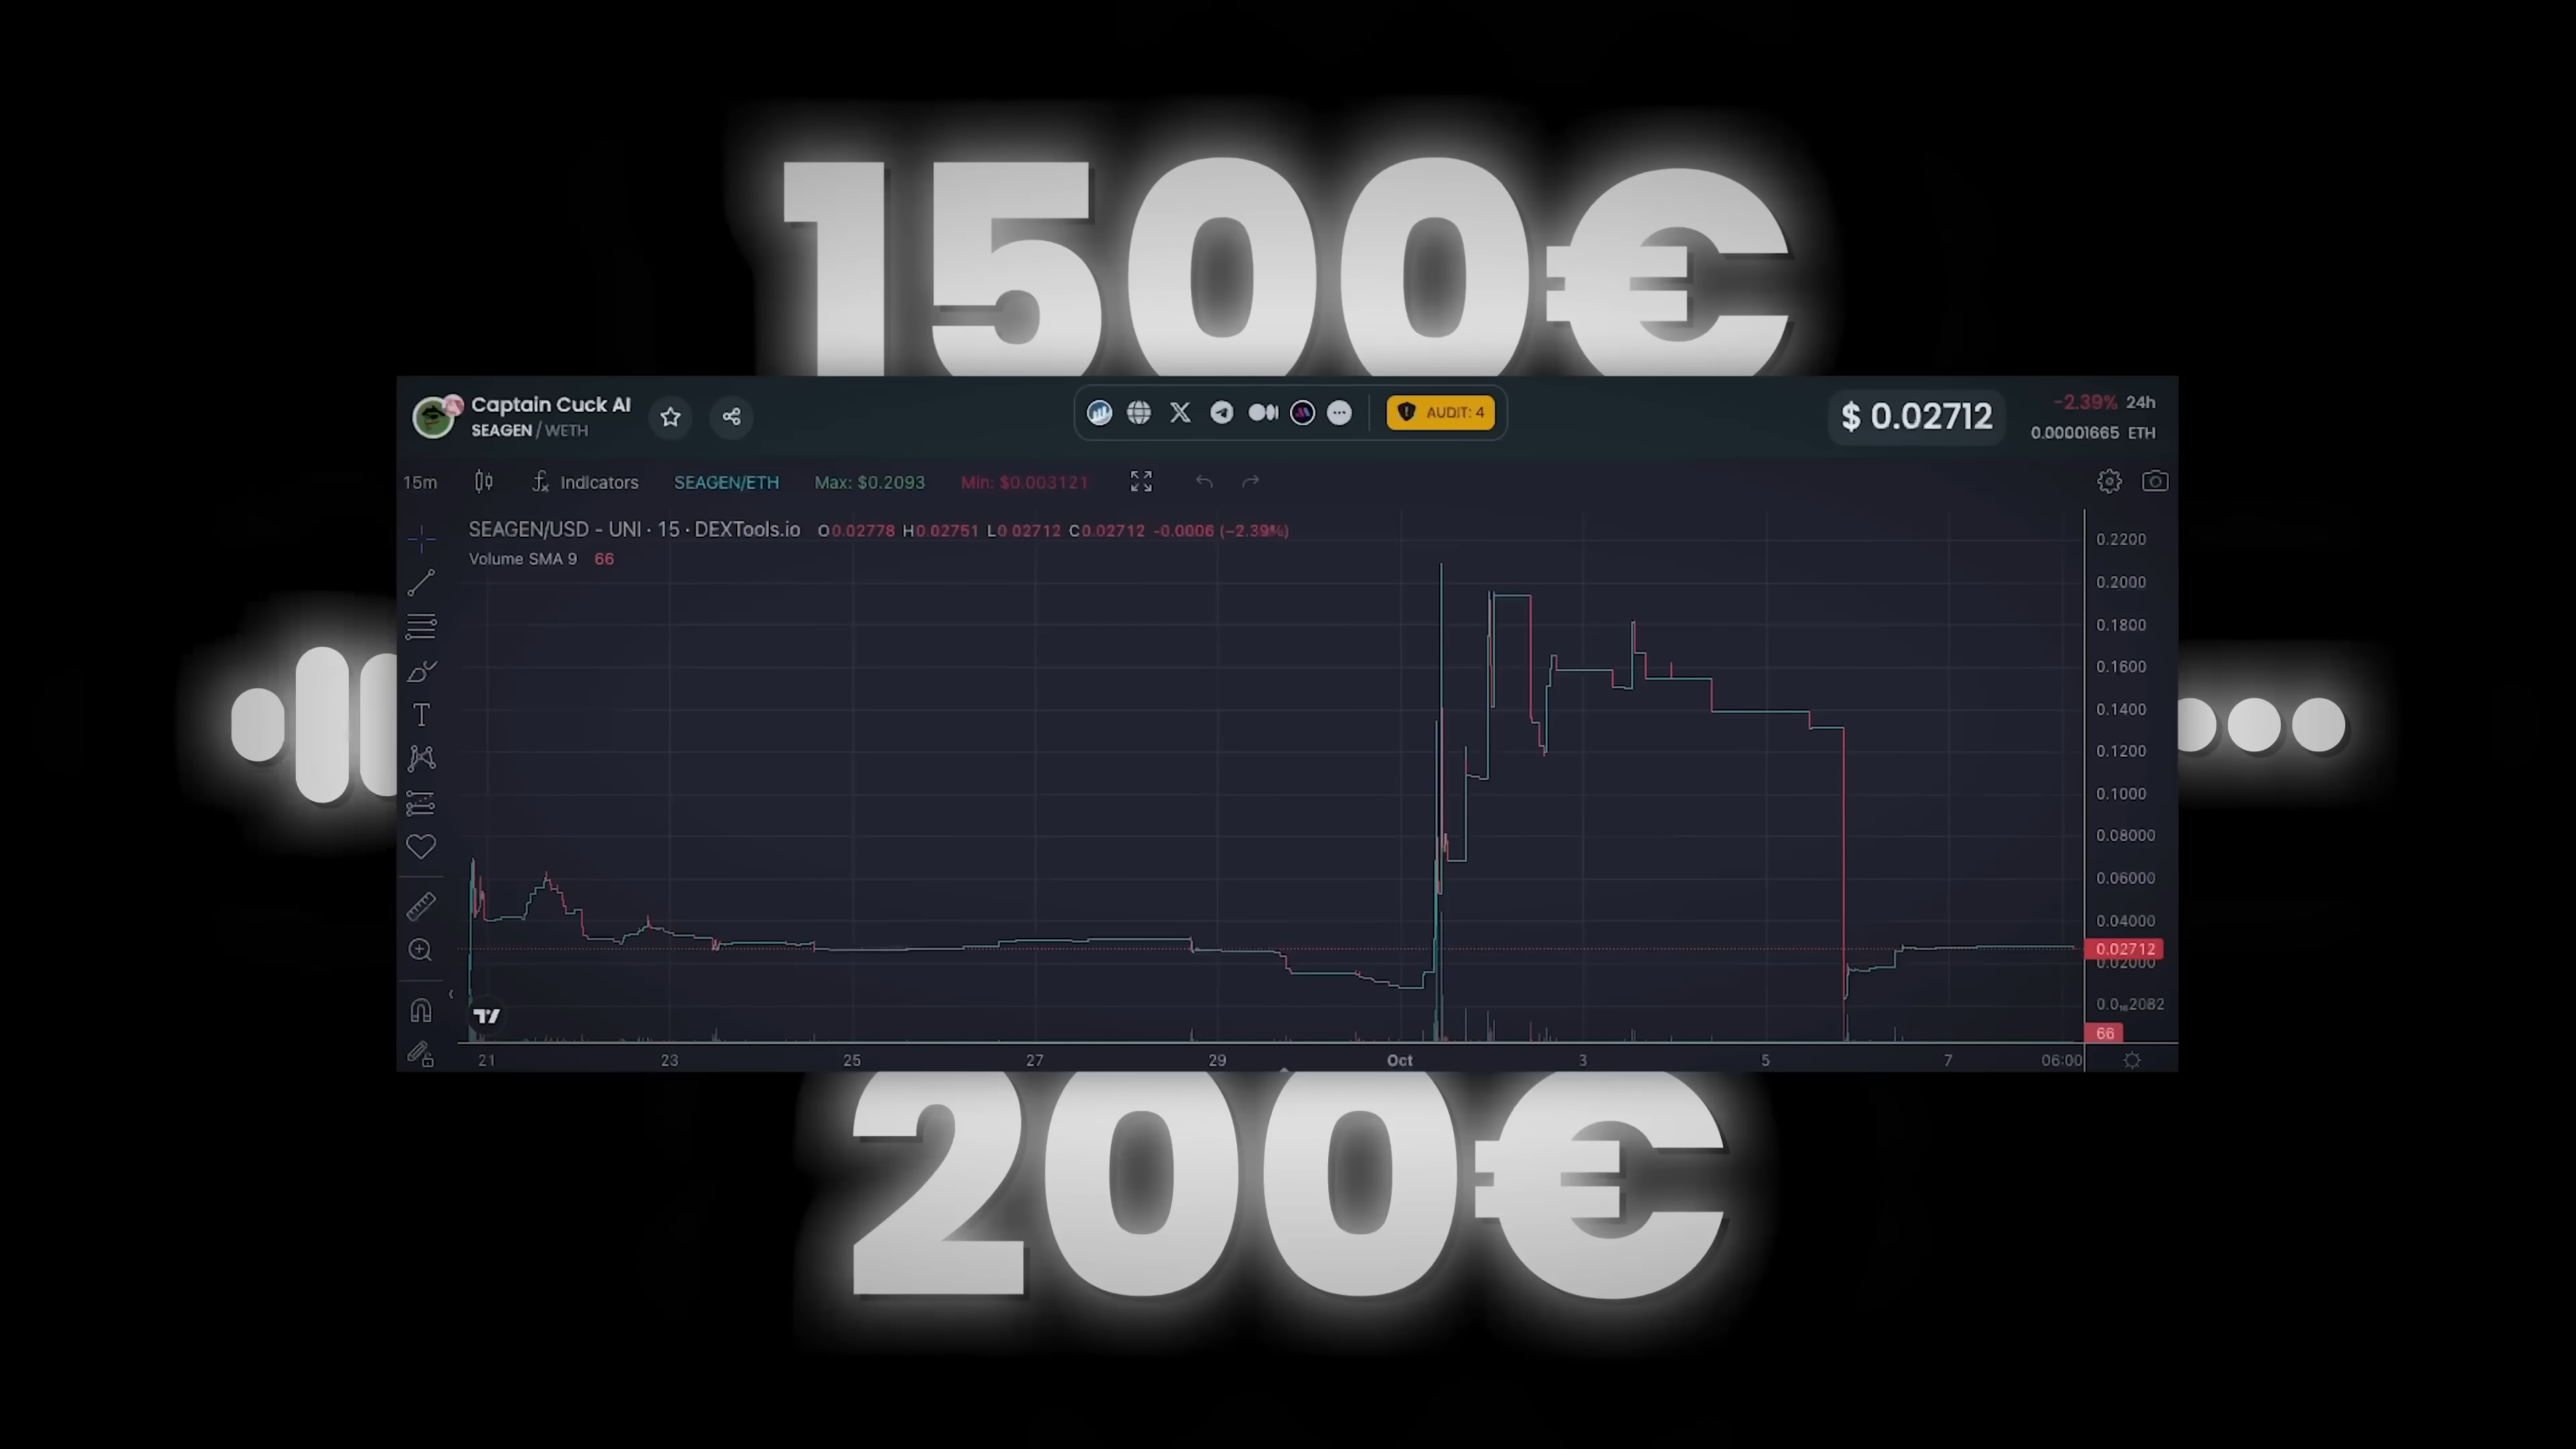 1500€
Captain Cuck AI
SEAGEN / WETH
AUDIT: 4
$ 0.02712
-2.39% 24h
0.00001665 ETH
15m
Indicators
SEAGEN/ETH
Max: $0.2093
Min: $0.003121
SEAGEN/USD - UNI · 15 · DEXTools.io O0.02778 H0.02751 L0.02712 C0.02712 -0.0006 (-2.39%)
Volume SMA 9 66
0.2200
0.2000
0.1800
0.1600
0.1400
0.1200
0.1000
0.08000
0.06000
0.04000
0.02712
0.02000
0.0₁₆2082
66
21 23 25 27 29 Oct 3 5 7 06:00
200€